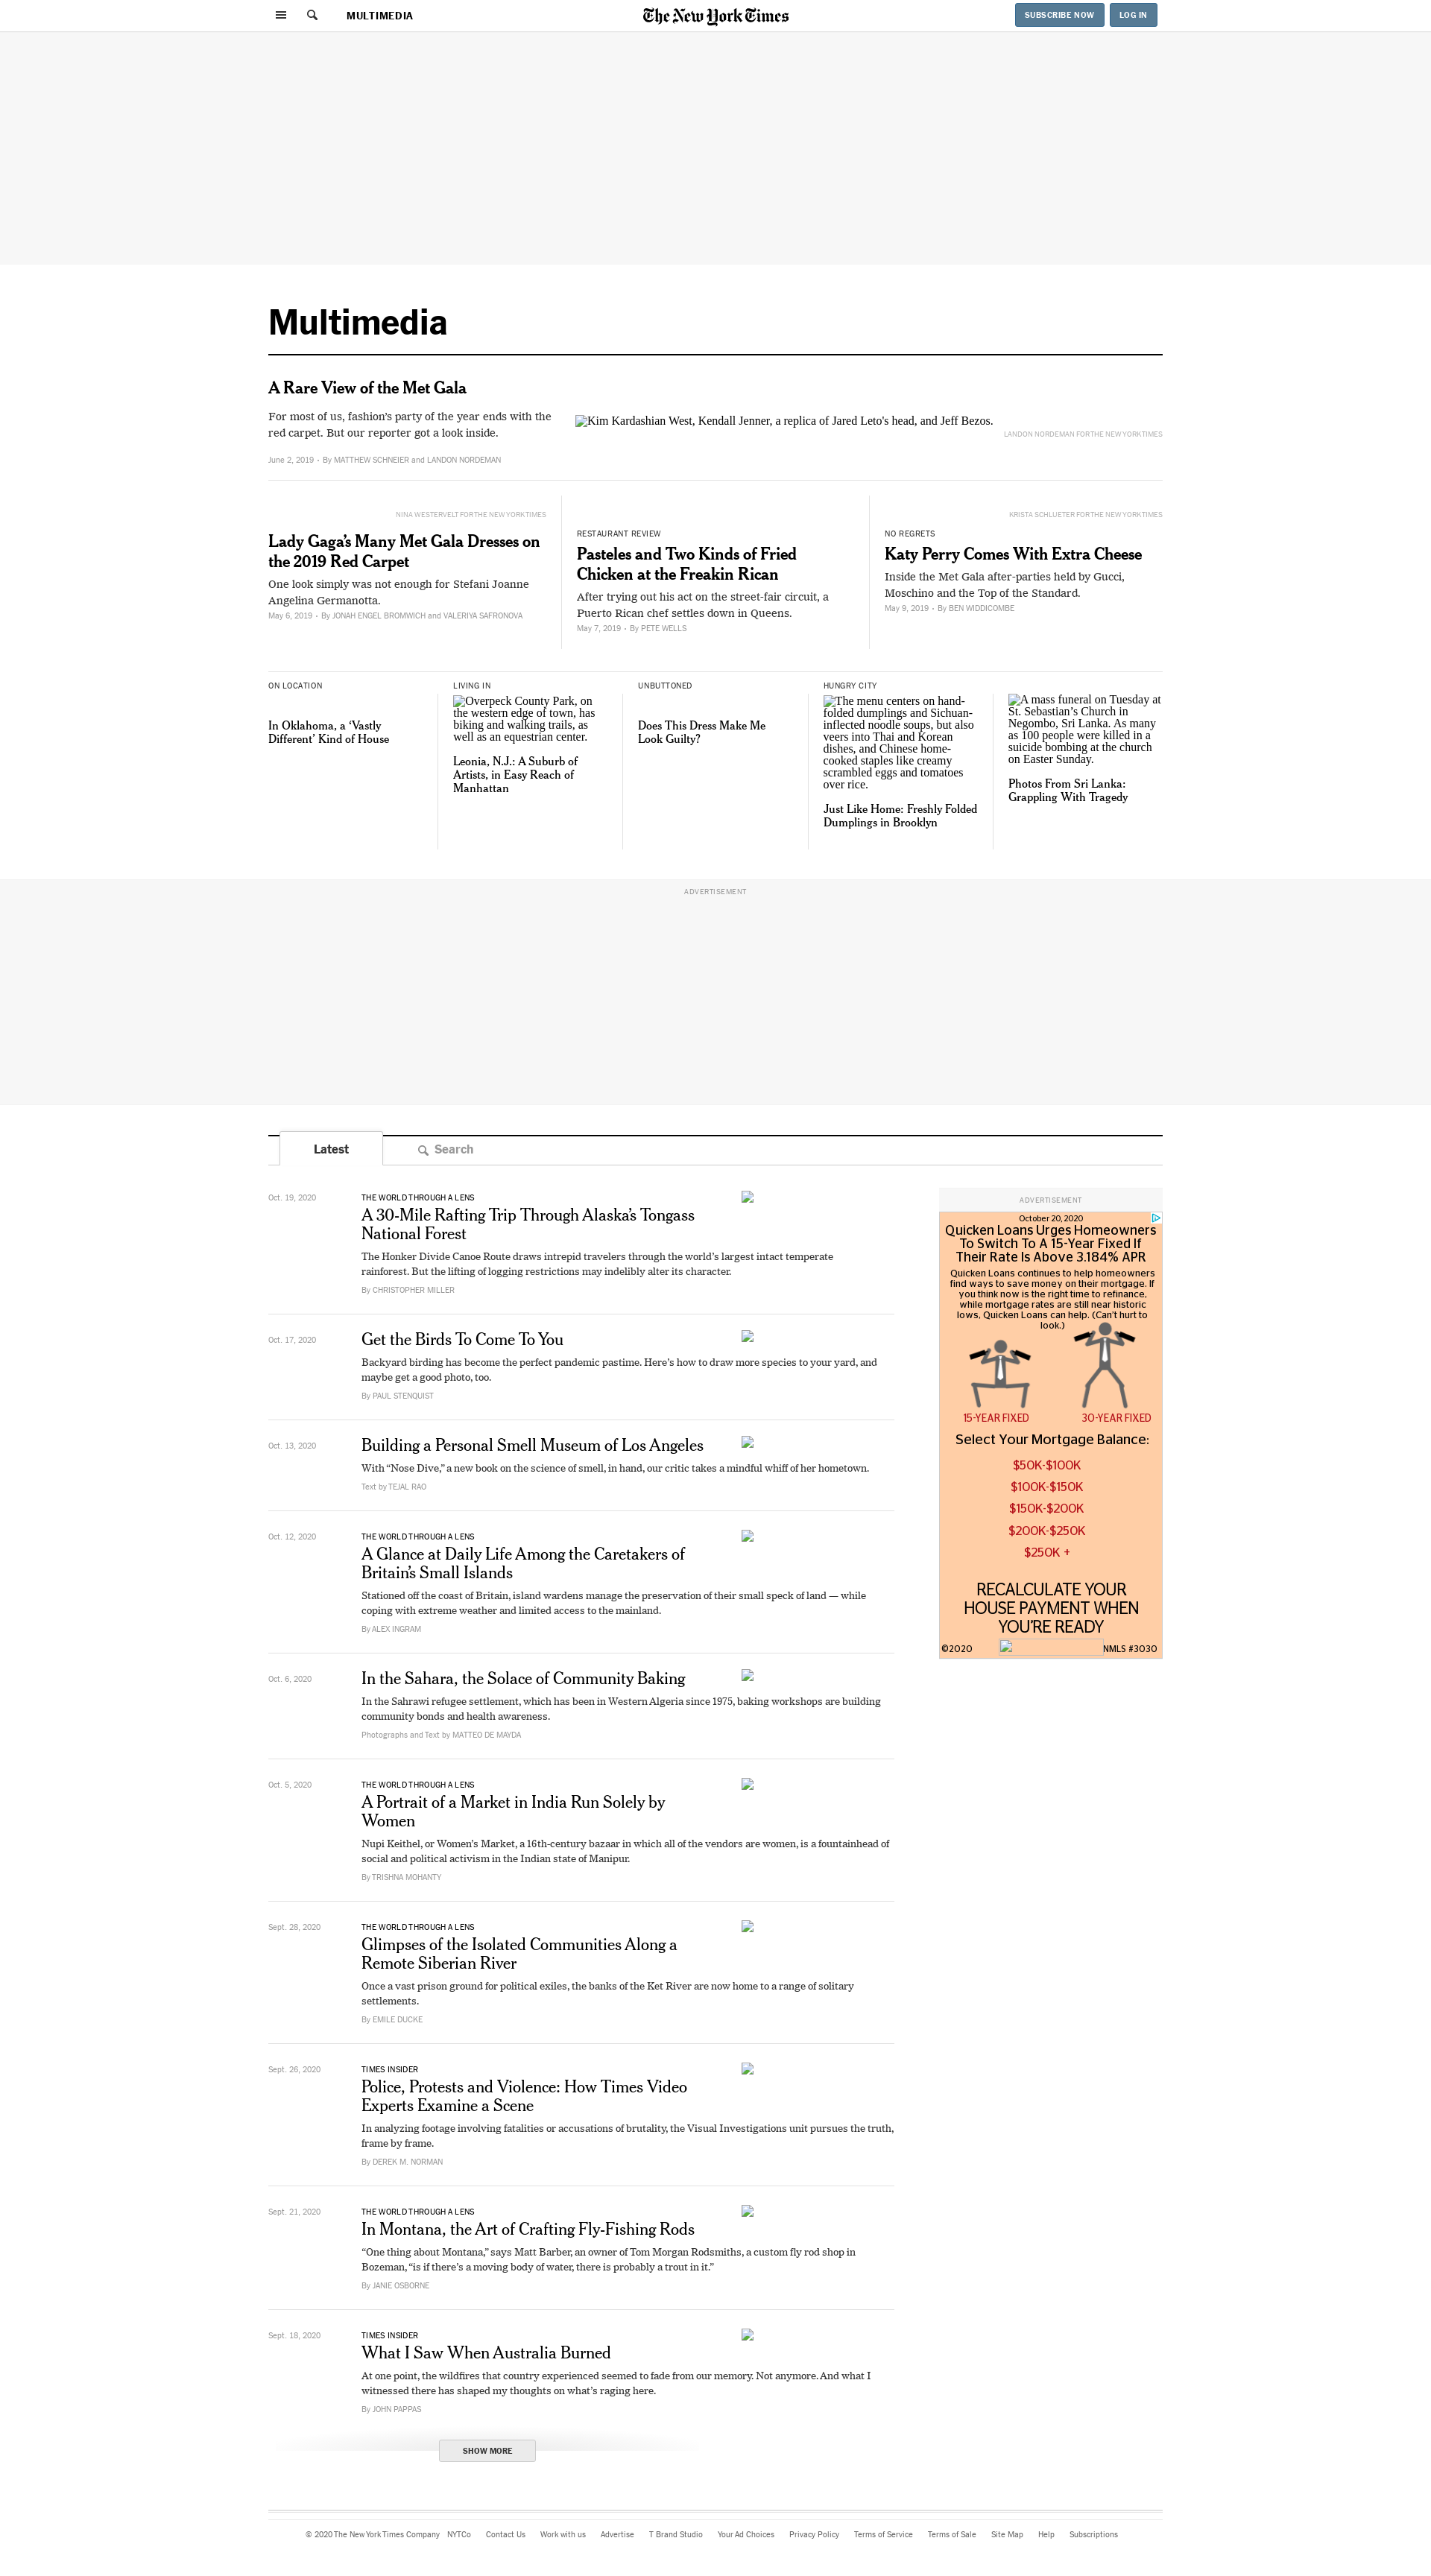 MULTIMEDIA
The New York Times
SUBSCRIBE NOW
LOG IN
Multimedia
A Rare View of the Met Gala
For most of us, fashion's party of the year ends with the
red carpet. But our reporter got a look inside.
June 2, 2019 • By MATTHEW SCHNEIER and LANDON NORDEMAN
Kim Kardashian West, Kendall Jenner, a replica of Jared Leto's head, and Jeff Bezos.
LANDON NORDEMAN FOR THE NEW YORK TIMES
NINA WESTERVELT FOR THE NEW YORK TIMES
Lady Gaga's Many Met Gala Dresses on
the 2019 Red Carpet
One look simply was not enough for Stefani Joanne
Angelina Germanotta.
May 6, 2019 • By JONAH ENGEL BROMWICH and VALERIYA SAFRONOVA
RESTAURANT REVIEW
Pasteles and Two Kinds of Fried
Chicken at the Freakin Rican
After trying out his act on the street-fair circuit, a
Puerto Rican chef settles down in Queens.
May 7, 2019 • By PETE WELLS
KRISTA SCHLUETER FOR THE NEW YORK TIMES
NO REGRETS
Katy Perry Comes With Extra Cheese
Inside the Met Gala after-parties held by Gucci,
Moschino and the Top of the Standard.
May 9, 2019 • By BEN WIDDICOMBE
ON LOCATION
In Oklahoma, a 'Vastly
Different' Kind of House
LIVING IN
Overpeck County Park, on
the western edge of town, has
biking and walking trails, as
well as an equestrian center.
Leonia, N.J.: A Suburb of
Artists, in Easy Reach of
Manhattan
UNBUTTONED
Does This Dress Make Me
Look Guilty?
HUNGRY CITY
The menu centers on hand-
folded dumplings and Sichuan-
inflected noodle soups, but also
veers into Thai and Korean
dishes, and Chinese home-
cooked staples like creamy
scrambled eggs and tomatoes
over rice.
Just Like Home: Freshly Folded
Dumplings in Brooklyn
A mass funeral on Tuesday at
St. Sebastian's Church in
Negombo, Sri Lanka. As many
as 100 people were killed in a
suicide bombing at the church
on Easter Sunday.
Photos From Sri Lanka:
Grappling With Tragedy
ADVERTISEMENT
Latest
Search
Oct. 19, 2020
THE WORLD THROUGH A LENS
A 30-Mile Rafting Trip Through Alaska's Tongass
National Forest
The Honker Divide Canoe Route draws intrepid travelers through the world's largest intact temperate
rainforest. But the lifting of logging restrictions may indelibly alter its character.
By CHRISTOPHER MILLER
Oct. 17, 2020
Get the Birds To Come To You
Backyard birding has become the perfect pandemic pastime. Here's how to draw more species to your yard, and
maybe get a good photo, too.
By PAUL STENQUIST
Oct. 13, 2020
Building a Personal Smell Museum of Los Angeles
With "Nose Dive," a new book on the science of smell, in hand, our critic takes a mindful whiff of her hometown.
Text by TEJAL RAO
Oct. 12, 2020
THE WORLD THROUGH A LENS
A Glance at Daily Life Among the Caretakers of
Britain's Small Islands
Stationed off the coast of Britain, island wardens manage the preservation of their small speck of land — while
coping with extreme weather and limited access to the mainland.
By ALEX INGRAM
Oct. 6, 2020
In the Sahara, the Solace of Community Baking
In the Sahrawi refugee settlement, which has been in Western Algeria since 1975, baking workshops are building
community bonds and health awareness.
Photographs and Text by MATTEO DE MAYDA
Oct. 5, 2020
THE WORLD THROUGH A LENS
A Portrait of a Market in India Run Solely by
Women
Nupi Keithel, or Women's Market, a 16th-century bazaar in which all of the vendors are women, is a fountainhead of
social and political activism in the Indian state of Manipur.
By TRISHNA MOHANTY
Sept. 28, 2020
THE WORLD THROUGH A LENS
Glimpses of the Isolated Communities Along a
Remote Siberian River
Once a vast prison ground for political exiles, the banks of the Ket River are now home to a range of solitary
settlements.
By EMILE DUCKE
Sept. 26, 2020
TIMES INSIDER
Police, Protests and Violence: How Times Video
Experts Examine a Scene
In analyzing footage involving fatalities or accusations of brutality, the Visual Investigations unit pursues the truth,
frame by frame.
By DEREK M. NORMAN
Sept. 21, 2020
THE WORLD THROUGH A LENS
In Montana, the Art of Crafting Fly-Fishing Rods
"One thing about Montana," says Matt Barber, an owner of Tom Morgan Rodsmiths, a custom fly rod shop in
Bozeman, "is if there's a moving body of water, there is probably a trout in it."
By JANIE OSBORNE
Sept. 18, 2020
TIMES INSIDER
What I Saw When Australia Burned
At one point, the wildfires that country experienced seemed to fade from our memory. Not anymore. And what I
witnessed there has shaped my thoughts on what's raging here.
By JOHN PAPPAS
SHOW MORE
ADVERTISEMENT
October 20, 2020
Quicken Loans Urges Homeowners
To Switch To A 15-Year Fixed If
Their Rate Is Above 3.184% APR
Quicken Loans continues to help homeowners
find ways to save money on their mortgage. If
you think now is the right time to refinance,
while mortgage rates are still near historic
lows, Quicken Loans can help. (Can't hurt to
look.)
15-YEAR FIXED
30-YEAR FIXED
Select Your Mortgage Balance:
$50K-$100K
$100K-$150K
$150K-$200K
$200K-$250K
$250K +
RECALCULATE YOUR
HOUSE PAYMENT WHEN
YOU'RE READY
©2020
NMLS #3030
© 2020 The New York Times Company NYTCo Contact Us Work with us Advertise T Brand Studio Your Ad Choices Privacy Policy Terms of Service Terms of Sale Site Map Help Subscriptions